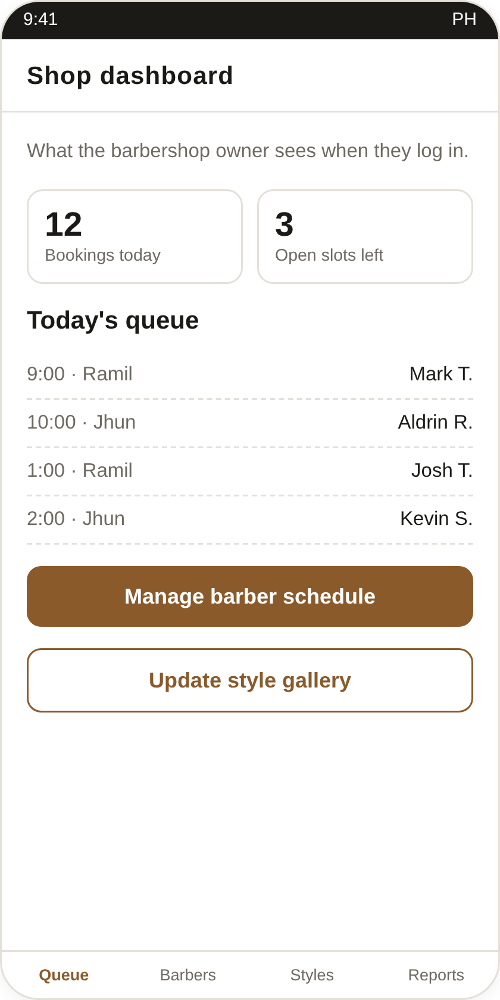 9:41 PH
Shop dashboard
What the barbershop owner sees when they log in.
12 3
Bookings today Open slots left
Today's queue
9:00 · Ramil Mark T.
10:00 · Jhun Aldrin R.
1:00 · Ramil Josh T.
2:00 · Jhun Kevin S.
Manage barber schedule
Update style gallery
Queue Barbers Styles Reports